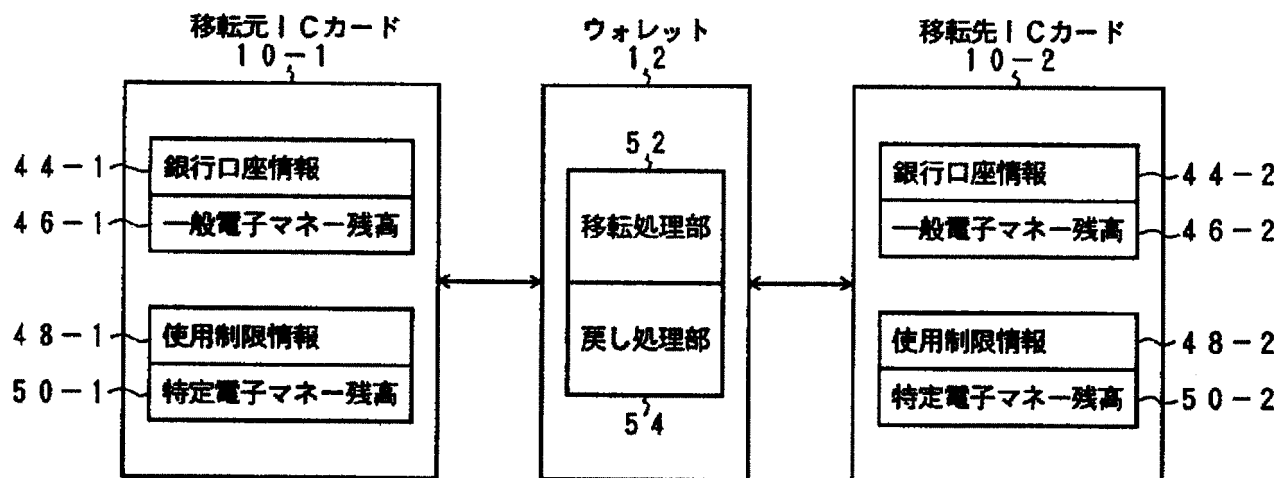 移転元ICカード
10-1
ウォレット
12
移転先ICカード
10-2
44-1
銀行口座情報
46-1
一般電子マネー残高
48-1
使用制限情報
50-1
特定電子マネー残高
52
移転処理部
戻し処理部
54
銀行口座情報
44-2
一般電子マネー残高
46-2
使用制限情報
48-2
特定電子マネー残高
50-2